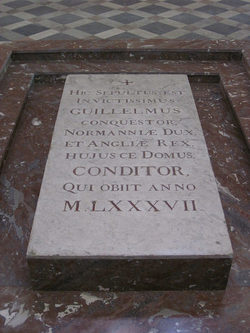 HIC SEPULTUS EST
INVICTISSIMUS
GUILLELMUS
CONQUESTOR,
NORMANNIÆ DUX
ET ANGLIÆ REX,
HUJUSCE DOMUS,
CONDITOR,
QUI OBIIT ANNO
M.LXXXVII